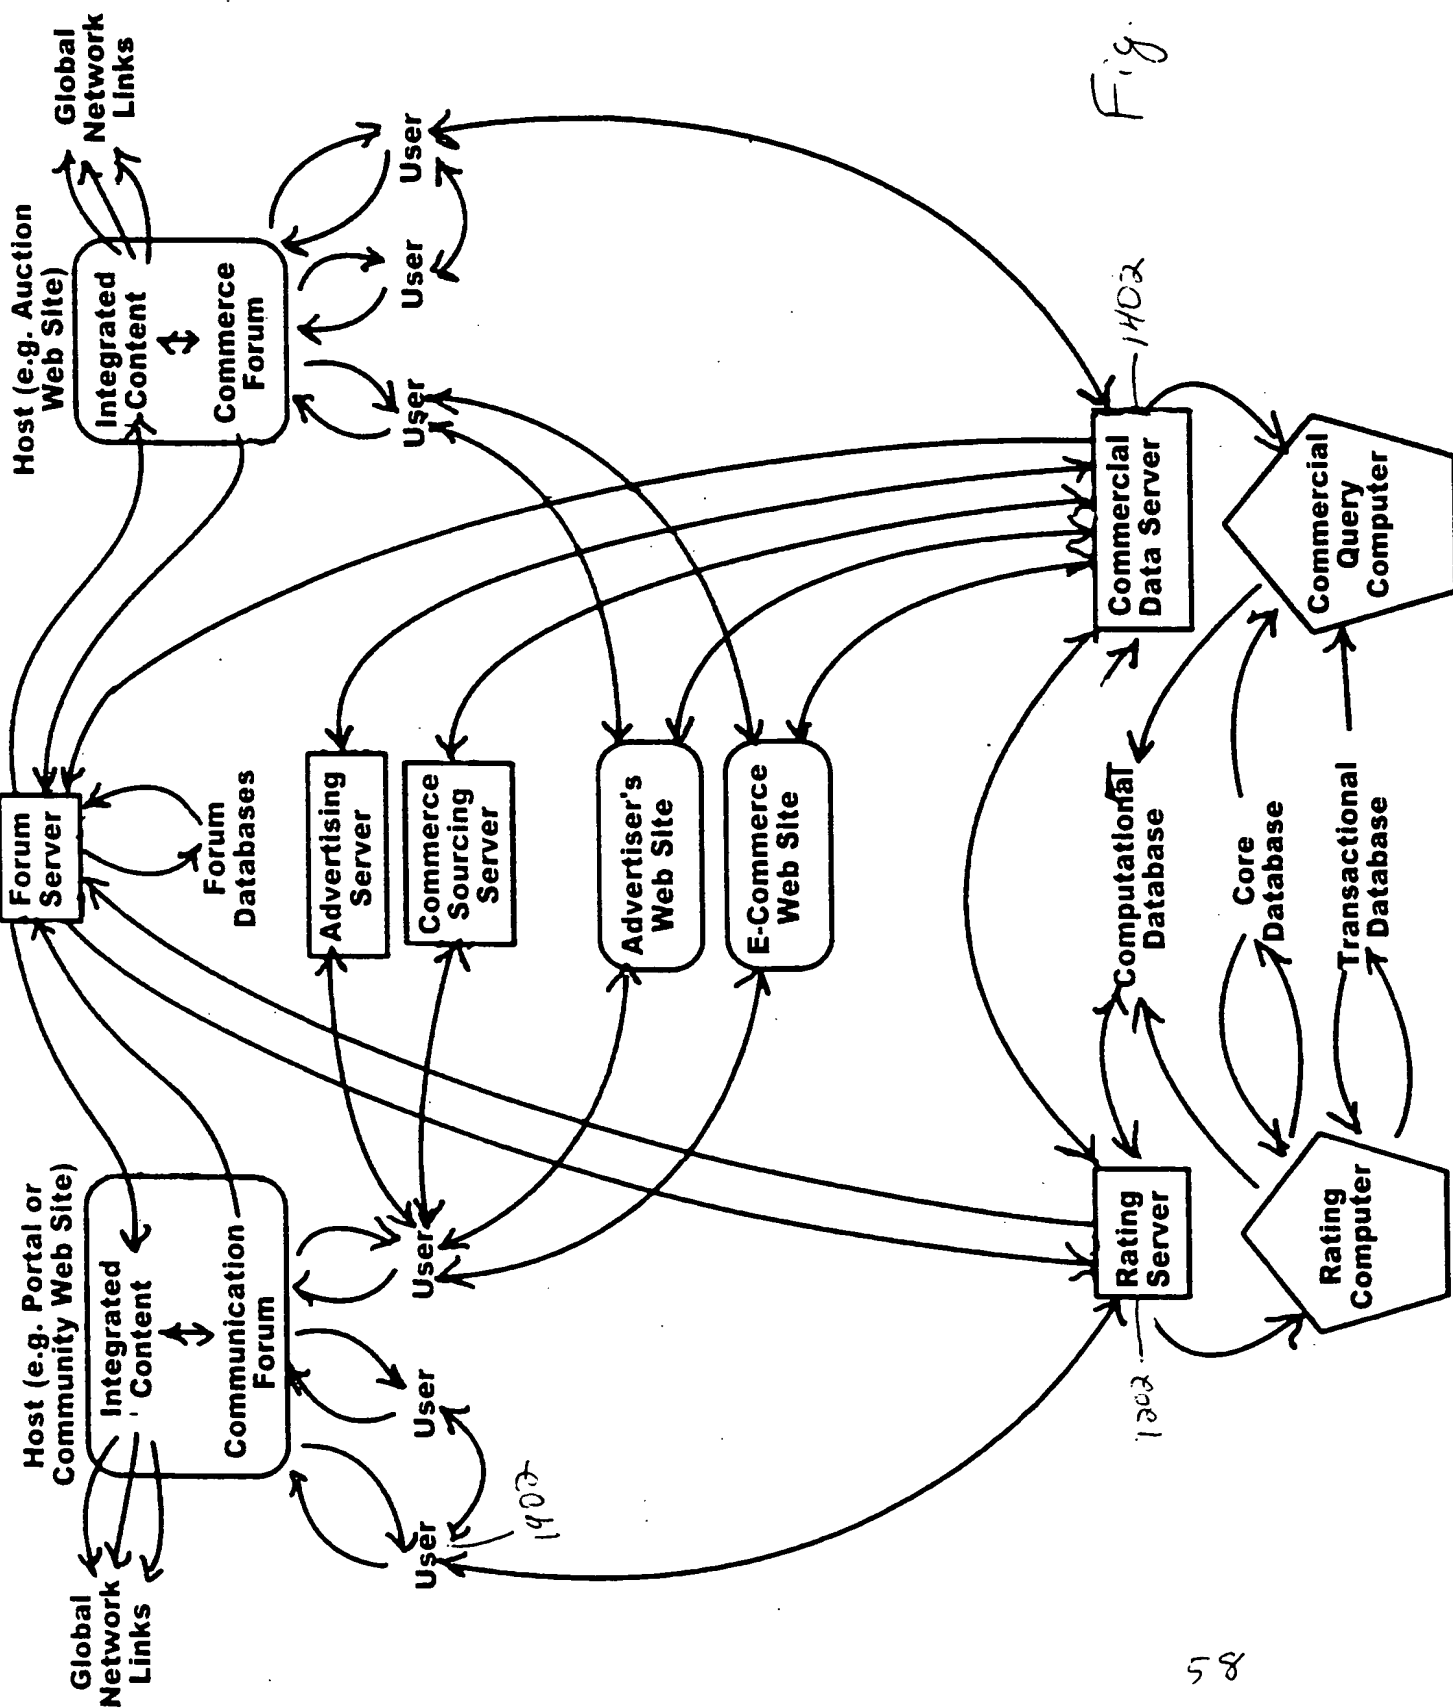 Host (e.g. Portal or
Community Web Site)
Global
Network
Links
Integrated
Content
Communication
Forum
User
User
User
1902
Forum
Server
Forum
Databases
Host (e.g. Auction
Web Site)
Integrated
Content
Commerce
Forum
Global
Network
Links
User
User
User
Advertising
Server
Commerce
Sourcing
Server
Advertiser's
Web Site
E-Commerce
Web Site
Rating
Server
1202
Rating
Computer
Computational
Database
Core
Database
Transactional
Database
Commercial
Data Server
1402
Commercial
Query
Computer
Fig.
58